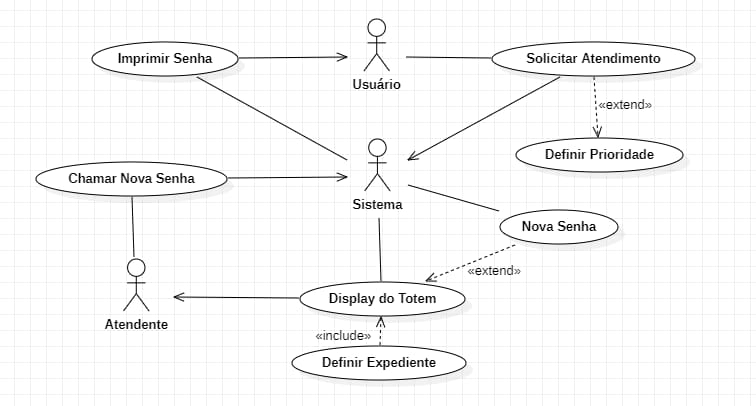 Imprimir Senha
Usuário
Solicitar Atendimento
«extend»
Definir Prioridade
Chamar Nova Senha
Sistema
Nova Senha
«extend»
Display do Totem
Atendente
«include»
Definir Expediente